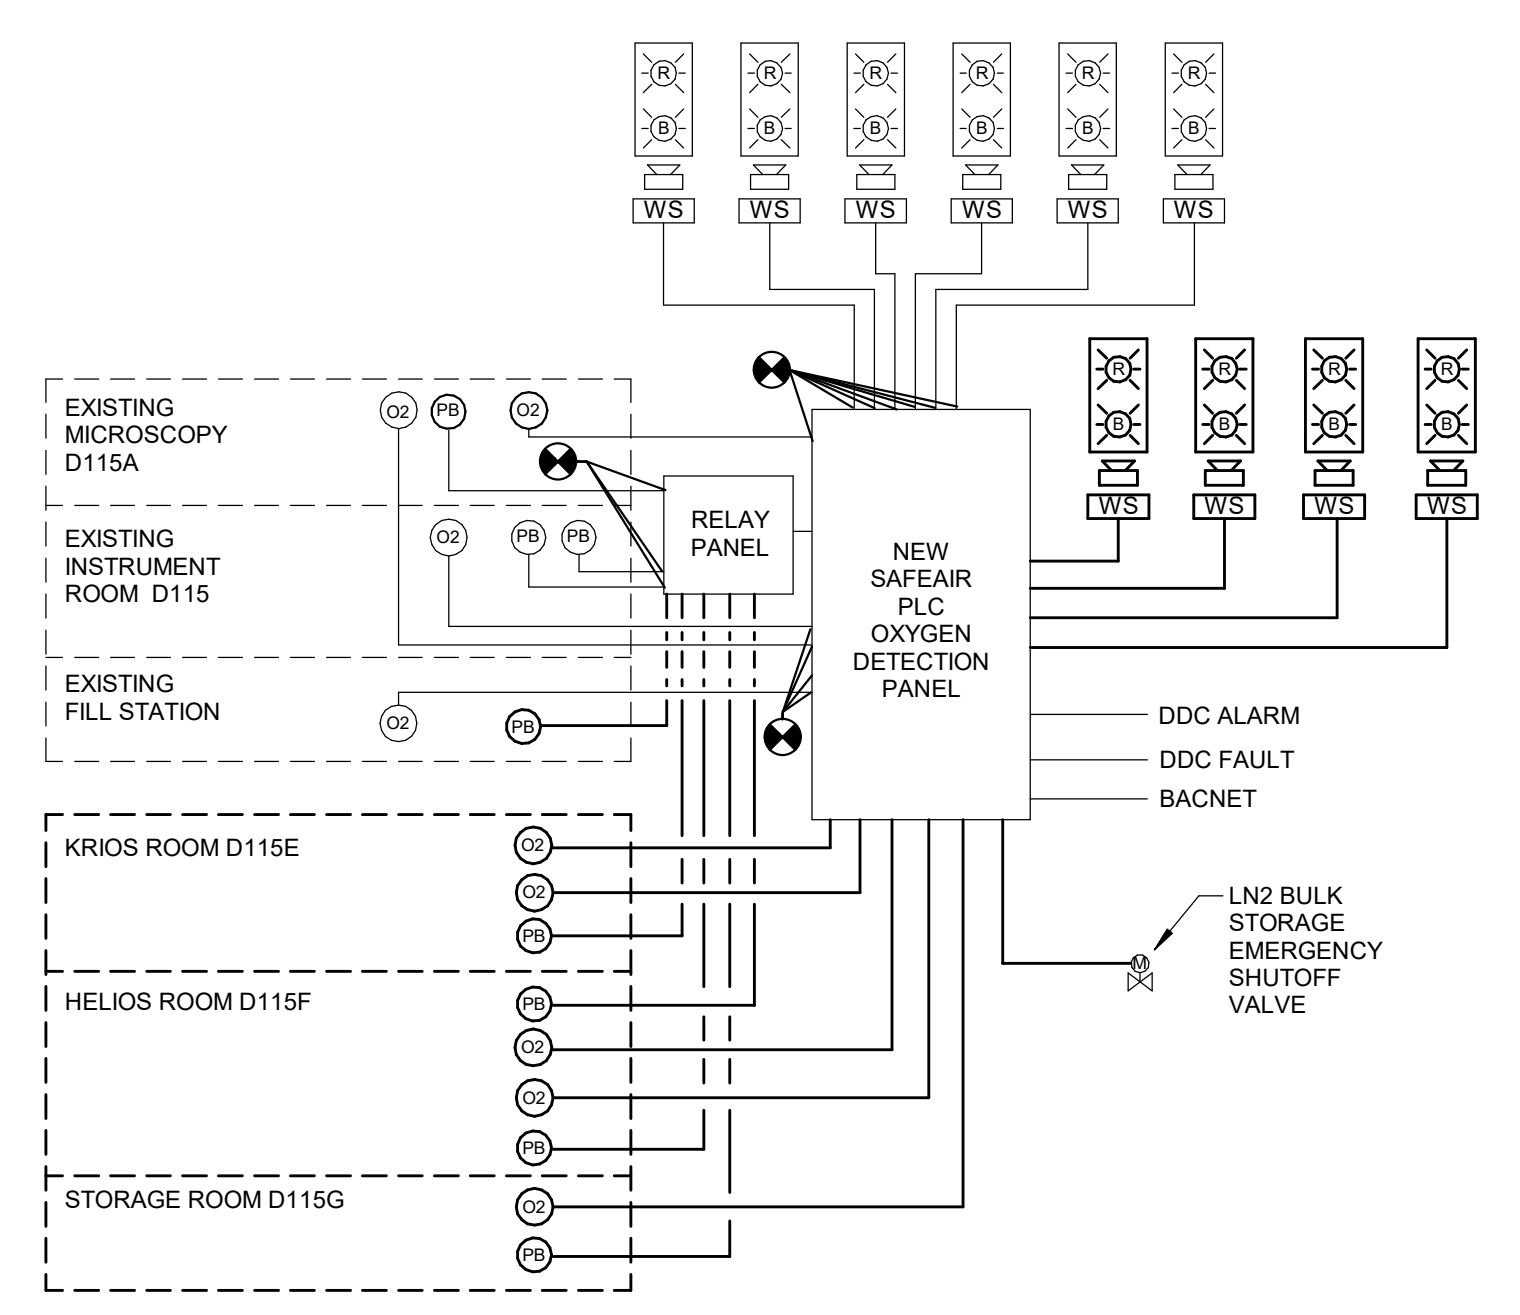 R R R R R R
B B B B B B
WS WS WS WS WS WS
R R R R
B B B B
WS WS WS WS
EXISTING
MICROSCOPY
D115A
O2 PB O2
EXISTING
INSTRUMENT
ROOM D115
O2 PB PB
EXISTING
FILL STATION
O2 PB
RELAY
PANEL
NEW
SAFEAIR
PLC
OXYGEN
DETECTION
PANEL
DDC ALARM
DDC FAULT
BACNET
KRIOS ROOM D115E
O2
O2
PB
HELIOS ROOM D115F
PB
O2
O2
PB
STORAGE ROOM D115G
O2
PB
M
LN2 BULK
STORAGE
EMERGENCY
SHUTOFF
VALVE